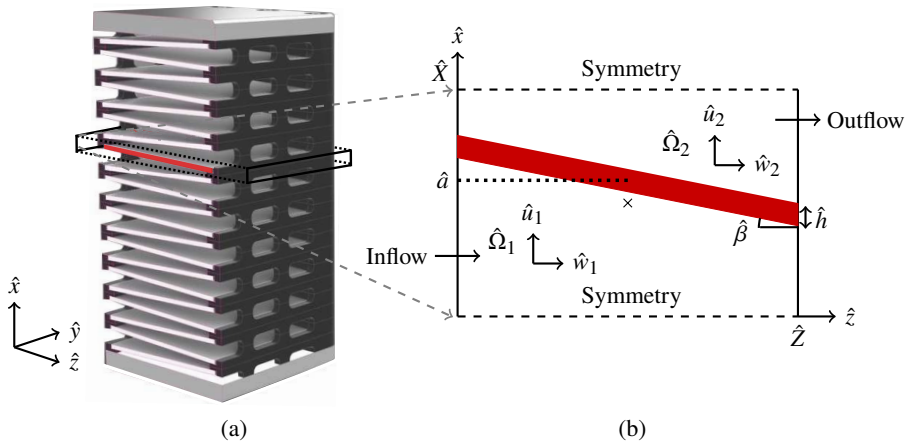 x̂
ŷ
ẑ
(a)
x̂
X̂
Symmetry
û₂
Outflow
Ω̂₂
ŵ₂
â
×
û₁
β̂
ĥ
Inflow
Ω̂₁
ŵ₁
Symmetry
Ẑ
ẑ
(b)